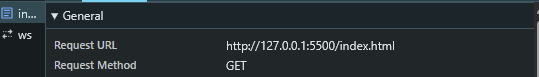 in...
ws
General
Request URL http://127.0.0.1:5500/index.html
Request Method GET